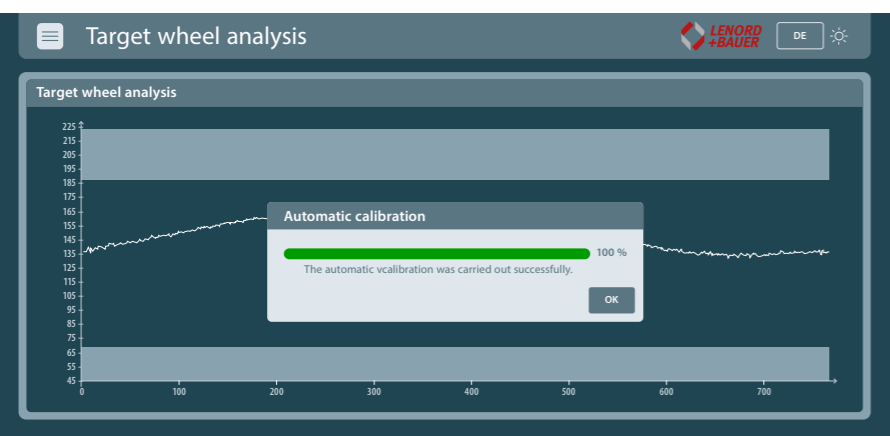 Target wheel analysis
LENORD
+BAUER
DE
Target wheel analysis
225
215
205
195
185
175
165
155
145
135
125
115
105
95
85
75
65
55
45
Automatic calibration
100 %
The automatic vcalibration was carried out successfully.
OK
0 100 200 300 400 500 600 700